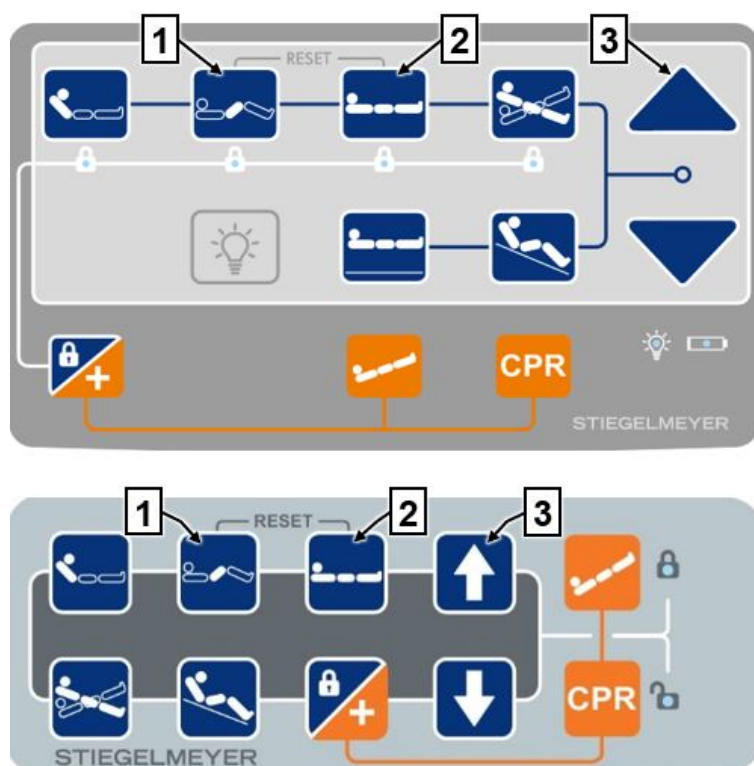 1
2
3
RESET
+
CPR
STIEGELMEYER
1
2
3
RESET
+
CPR
STIEGELMEYER